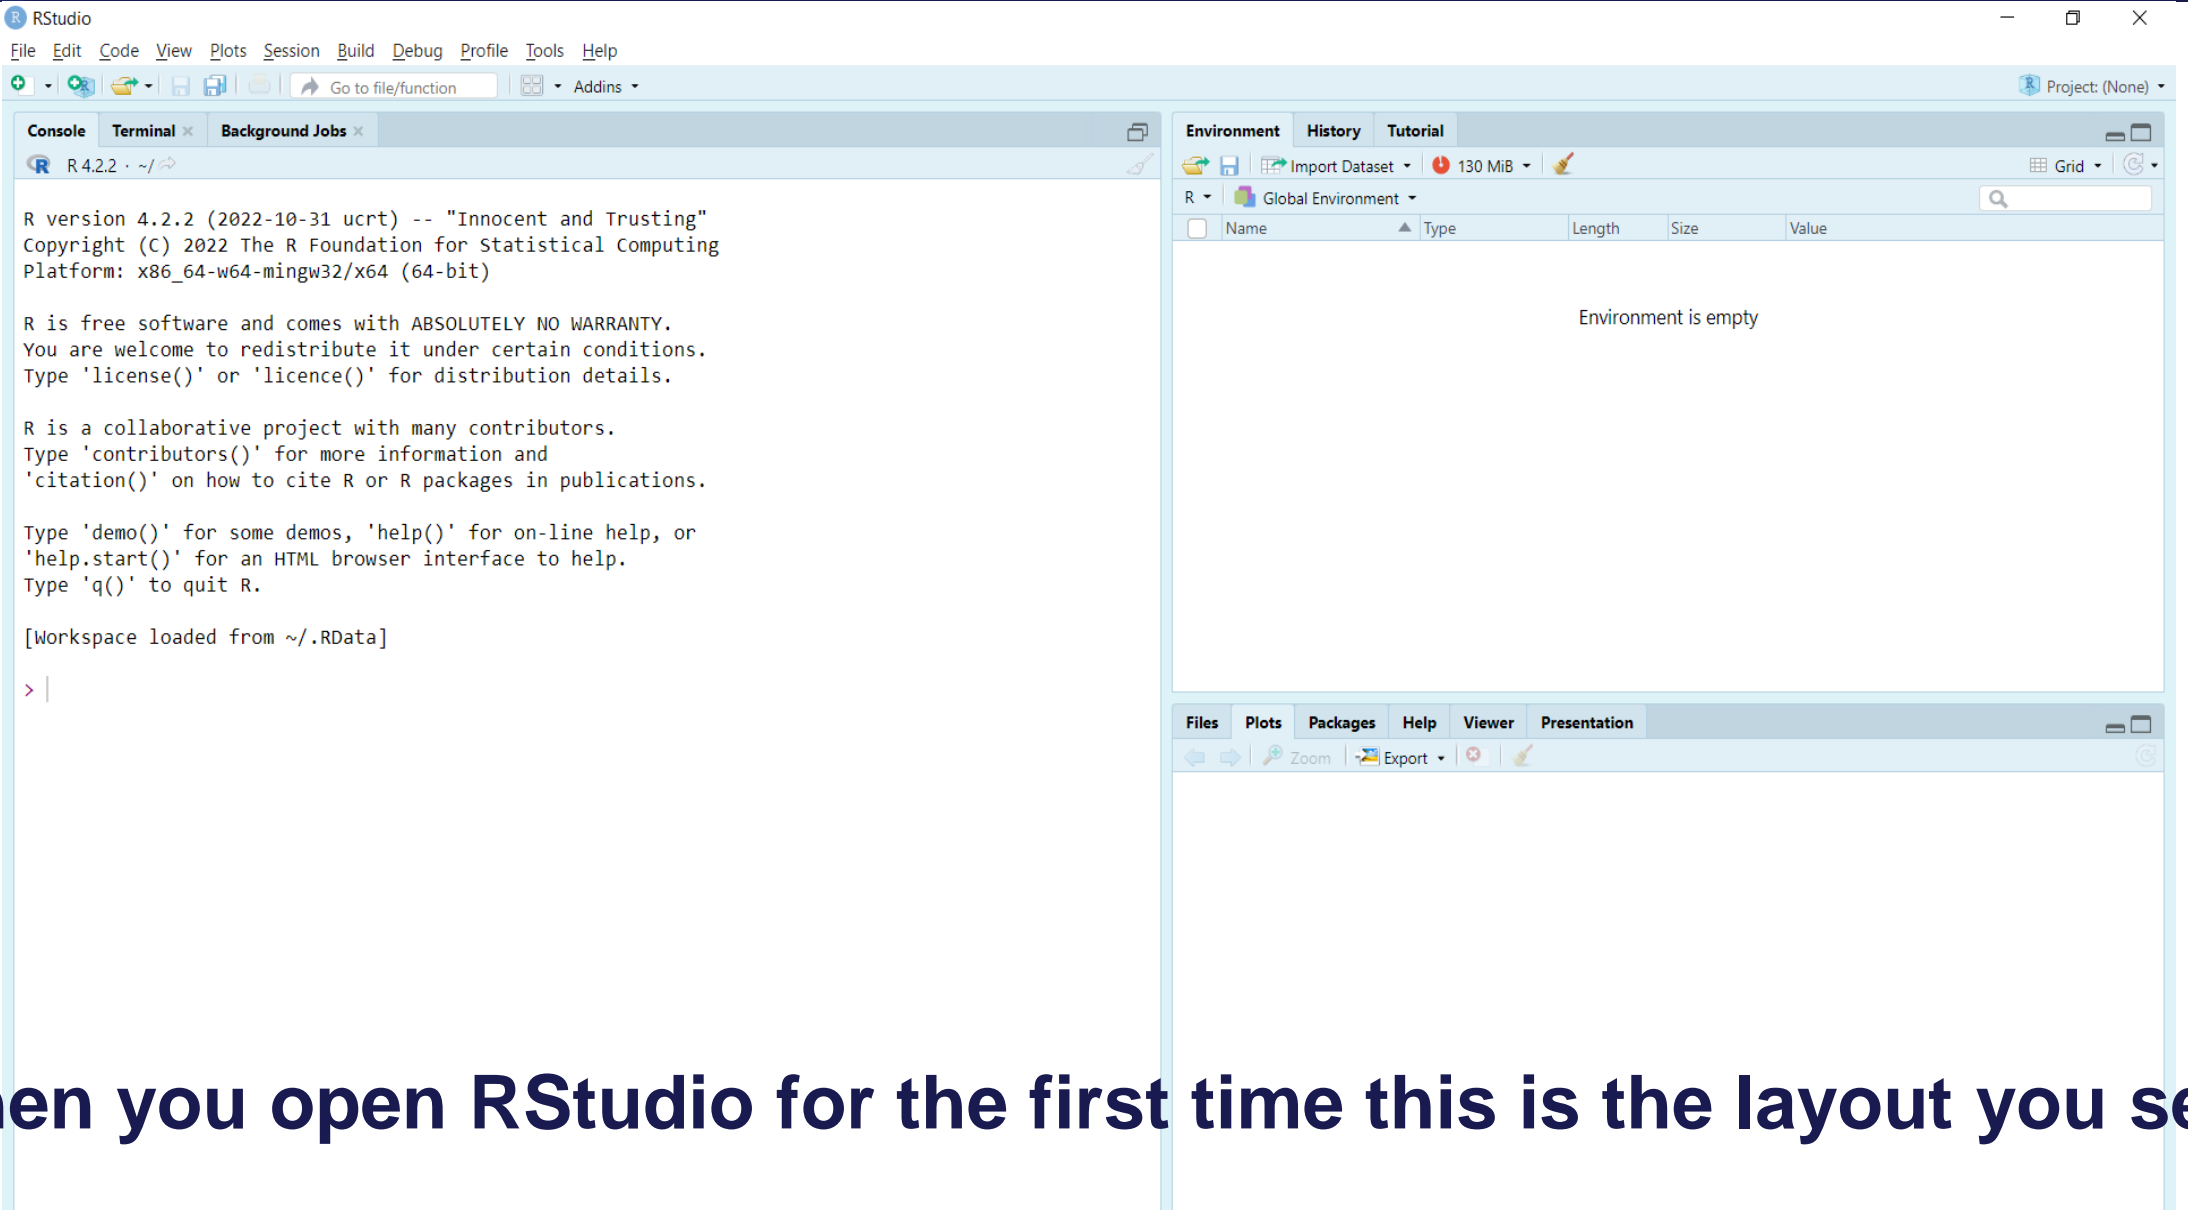 RStudio
File Edit Code View Plots Session Build Debug Profile Tools Help
Go to file/function Addins Project: (None)
Console Terminal Background Jobs
R 4.2.2 · ~/
R version 4.2.2 (2022-10-31 ucrt) -- "Innocent and Trusting"
Copyright (C) 2022 The R Foundation for Statistical Computing
Platform: x86_64-w64-mingw32/x64 (64-bit)
R is free software and comes with ABSOLUTELY NO WARRANTY.
You are welcome to redistribute it under certain conditions.
Type 'license()' or 'licence()' for distribution details.
R is a collaborative project with many contributors.
Type 'contributors()' for more information and
'citation()' on how to cite R or R packages in publications.
Type 'demo()' for some demos, 'help()' for on-line help, or
'help.start()' for an HTML browser interface to help.
Type 'q()' to quit R.
[Workspace loaded from ~/.RData]
>
Environment History Tutorial
Import Dataset 130 MiB Grid
R Global Environment
Name Type Length Size Value
Environment is empty
Files Plots Packages Help Viewer Presentation
Zoom Export
you open RStudio for the first time this is the layout you